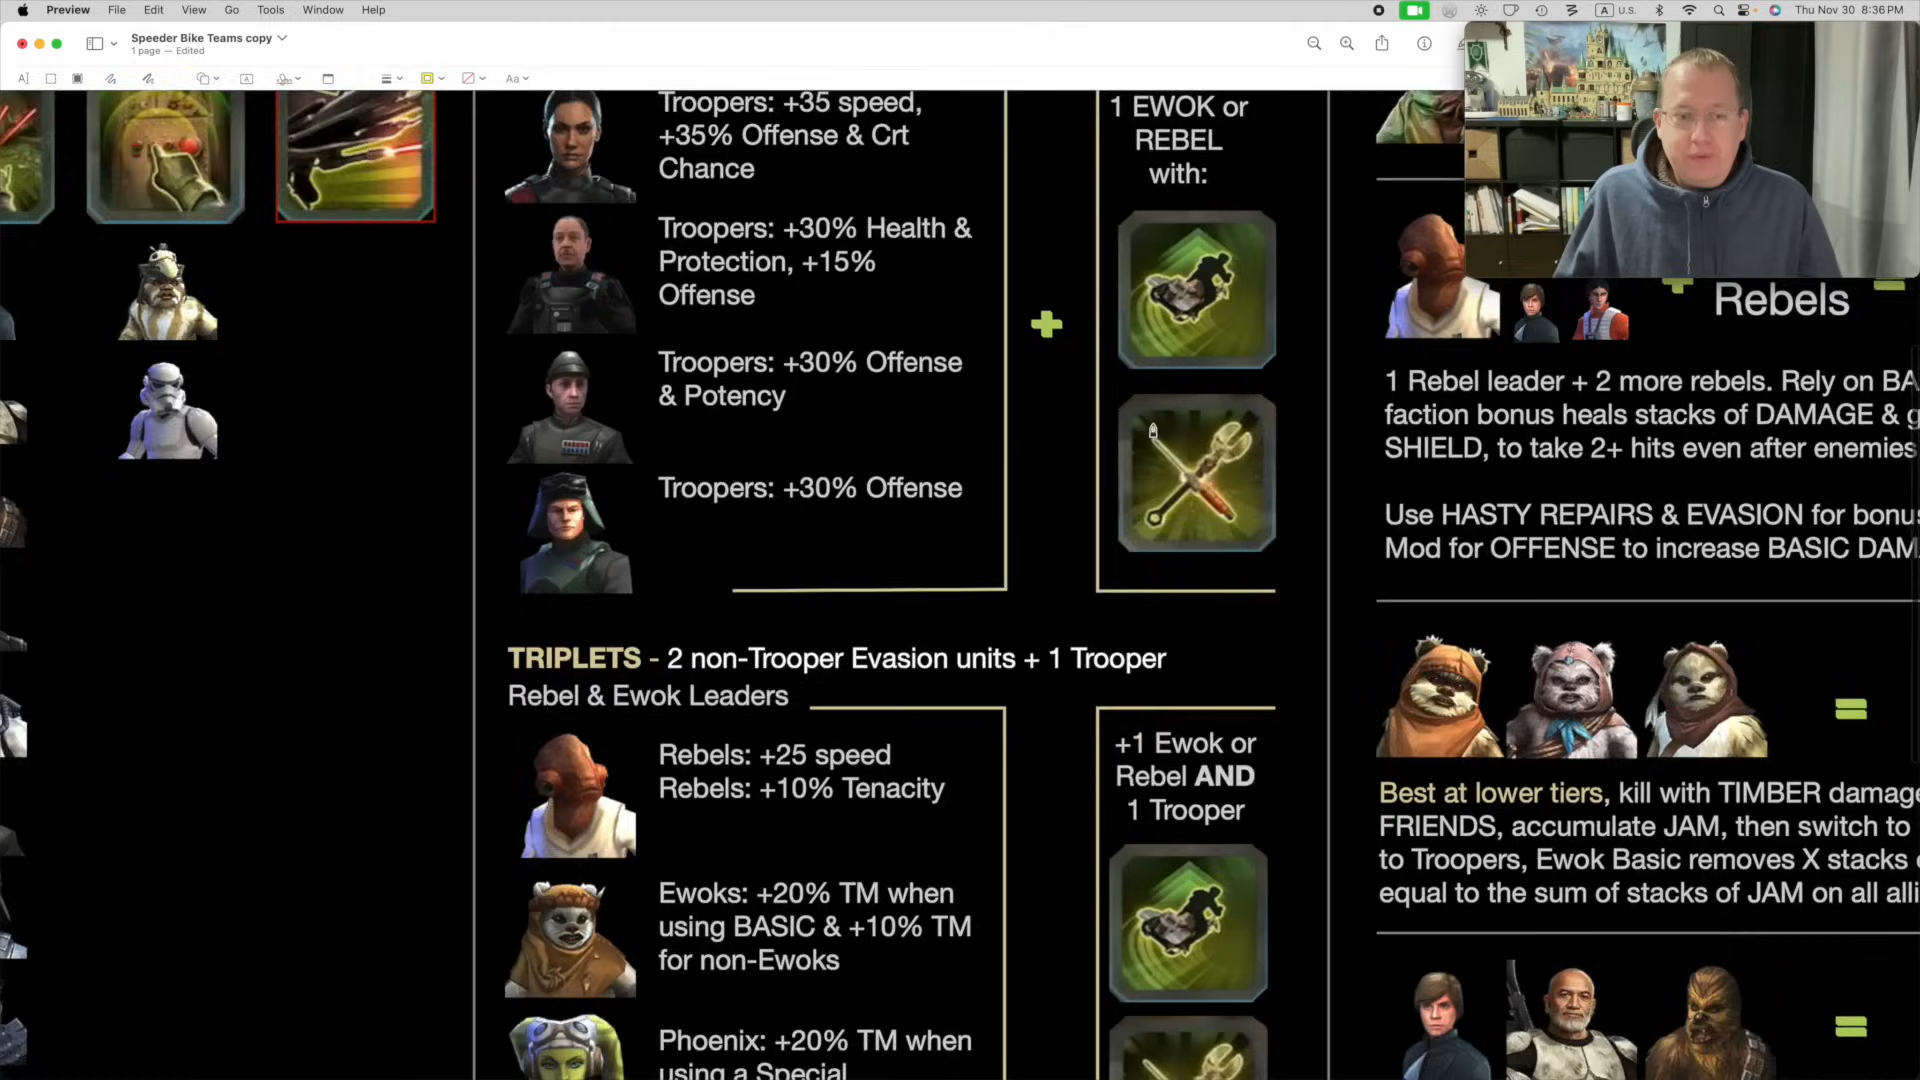 Preview File Edit View Go Tools Window Help
A U.S. Thu Nov 30 8:36 PM
Speeder Bike Teams copy
1 page — Edited
Aa
Troopers: +35 speed,
+35% Offense & Crt
Chance
Troopers: +30% Health &
Protection, +15%
Offense
Troopers: +30% Offense
& Potency
Troopers: +30% Offense
1 EWOK or
REBEL
with:
Rebels
1 Rebel leader + 2 more rebels. Rely on BA
faction bonus heals stacks of DAMAGE & g
SHIELD, to take 2+ hits even after enemies
Use HASTY REPAIRS & EVASION for bonus
Mod for OFFENSE to increase BASIC DAM
TRIPLETS - 2 non-Trooper Evasion units + 1 Trooper
Rebel & Ewok Leaders
Rebels: +25 speed
Rebels: +10% Tenacity
Ewoks: +20% TM when
using BASIC & +10% TM
for non-Ewoks
Phoenix: +20% TM when
using a Special
+1 Ewok or
Rebel AND
1 Trooper
Best at lower tiers, kill with TIMBER damage
FRIENDS, accumulate JAM, then switch to
to Troopers, Ewok Basic removes X stacks
equal to the sum of stacks of JAM on all alli